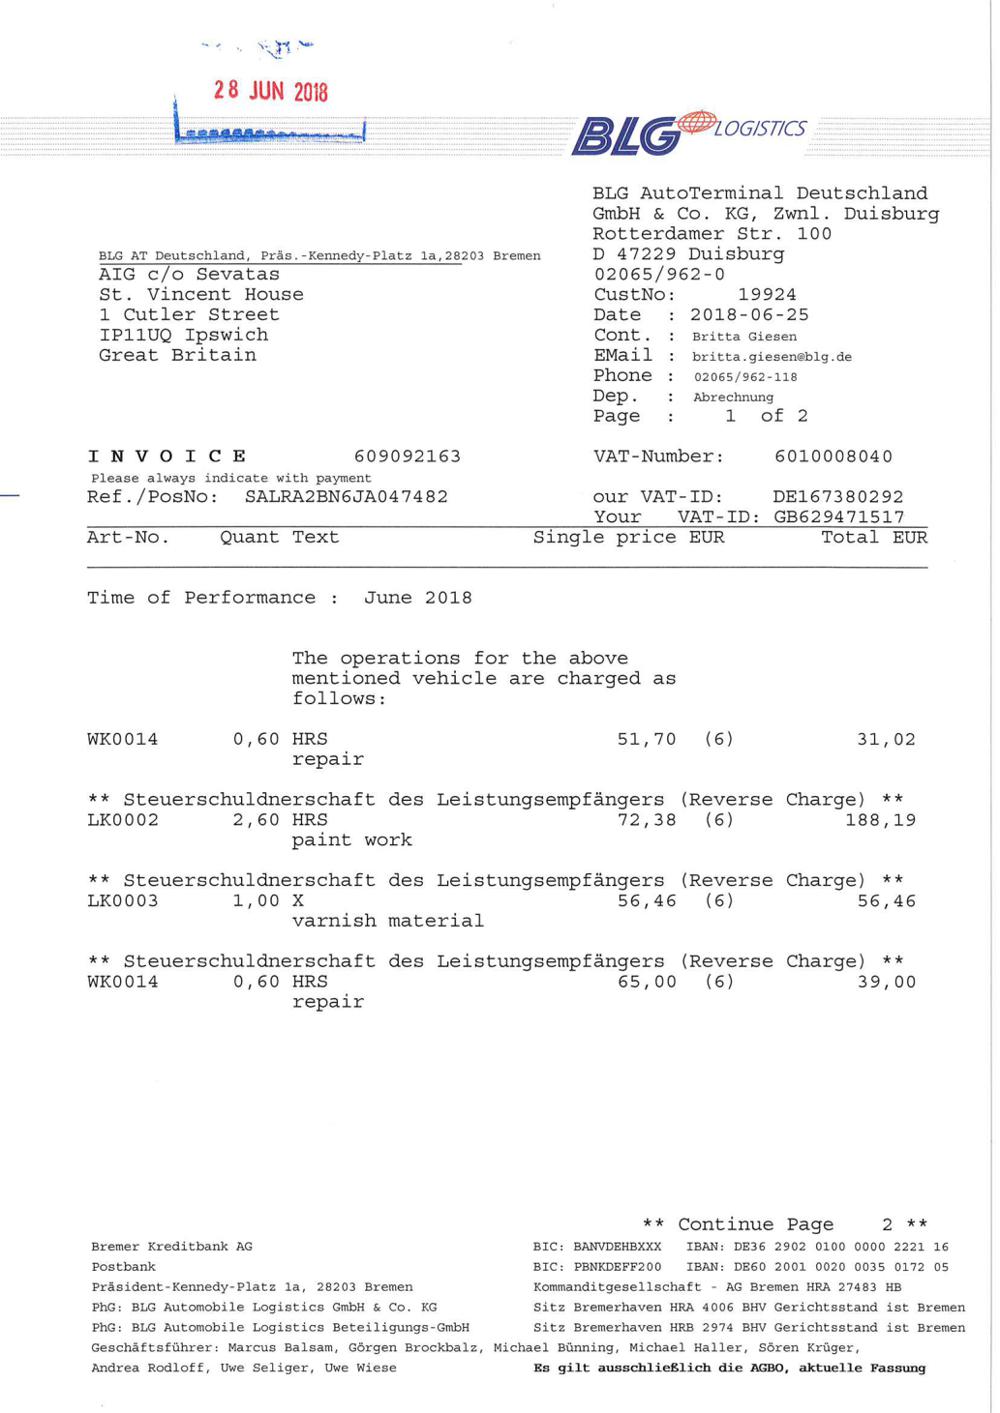 28 JUN 2018
BLG LOGISTICS
BLG AutoTerminal Deutschland
GmbH & Co. KG, Zwnl. Duisburg
Rotterdamer Str. 100
D 47229 Duisburg
02065/962-0
BLG AT Deutschland, Präs.-Kennedy-Platz 1a,28203 Bremen
AIG c/o Sevatas
St. Vincent House
1 Cutler Street
IP11UQ Ipswich
Great Britain
CustNo: 19924
Date : 2018-06-25
Cont. : Britta Giesen
EMail : britta.giesen@blg.de
Phone : 02065/962-118
Dep. : Abrechnung
Page : 1 of 2
I N V O I C E 609092163 VAT-Number: 6010008040
Please always indicate with payment
Ref./PosNo: SALRA2BN6JA047482 our VAT-ID: DE167380292
Your VAT-ID: GB629471517
Art-No. Quant Text Single price EUR Total EUR
Time of Performance : June 2018
The operations for the above
mentioned vehicle are charged as
follows:
WK0014 0,60 HRS 51,70 (6) 31,02
repair
** Steuerschuldnerschaft des Leistungsempfängers (Reverse Charge) **
LK0002 2,60 HRS 72,38 (6) 188,19
paint work
** Steuerschuldnerschaft des Leistungsempfängers (Reverse Charge) **
LK0003 1,00 X 56,46 (6) 56,46
varnish material
** Steuerschuldnerschaft des Leistungsempfängers (Reverse Charge) **
WK0014 0,60 HRS 65,00 (6) 39,00
repair
** Continue Page 2 **
Bremer Kreditbank AG BIC: BANVDEHBXXX IBAN: DE36 2902 0100 0000 2221 16
Postbank BIC: PBNKDEFF200 IBAN: DE60 2001 0020 0035 0172 05
Präsident-Kennedy-Platz 1a, 28203 Bremen Kommanditgesellschaft - AG Bremen HRA 27483 HB
PhG: BLG Automobile Logistics GmbH & Co. KG Sitz Bremerhaven HRA 4006 BHV Gerichtsstand ist Bremen
PhG: BLG Automobile Logistics Beteiligungs-GmbH Sitz Bremerhaven HRB 2974 BHV Gerichtsstand ist Bremen
Geschäftsführer: Marcus Balsam, Görgen Brockbalz, Michael Bünning, Michael Haller, Sören Krüger,
Andrea Rodloff, Uwe Seliger, Uwe Wiese Es gilt ausschließlich die AGBO, aktuelle Fassung